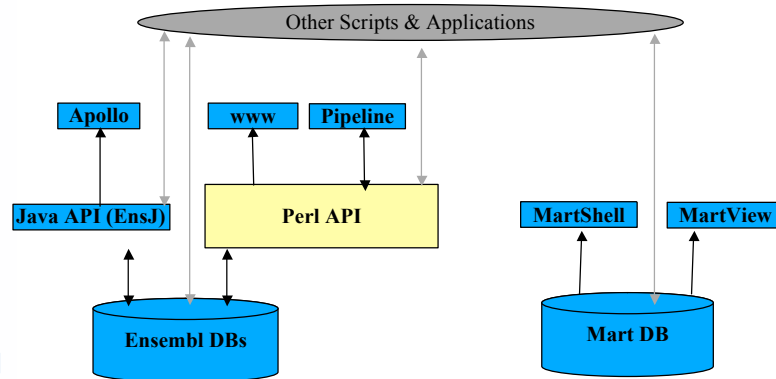 Other Scripts & Applications
Apollo
www
Pipeline
Java API (EnsJ)
Perl API
MartShell
MartView
Ensembl DBs
Mart DB